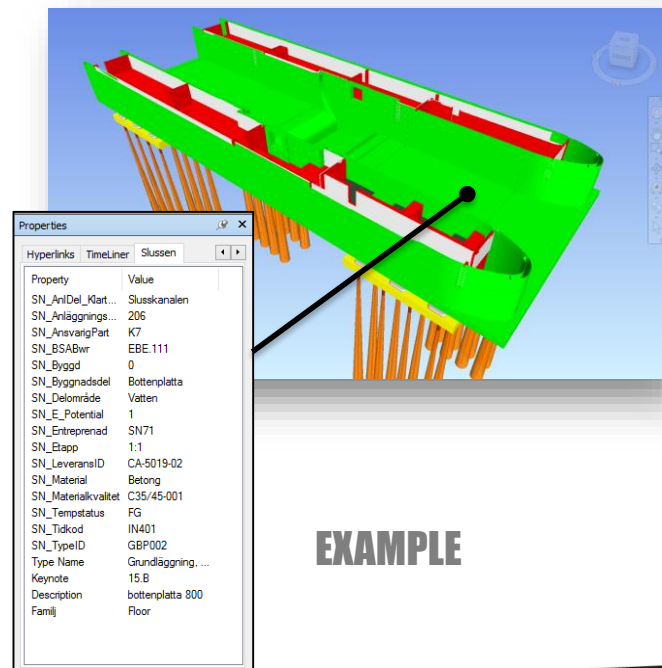 Properties
Hyperlinks TimeLiner Slussen
Property Value
SN_AnlDel_Klart... Slusskanalen
SN_Anläggnings... 206
SN_AnsvarigPart K7
SN_BSABwr EBE.111
SN_Byggd 0
SN_Byggnadsdel Bottenplatta
SN_Delområde Vatten
SN_E_Potential 1
SN_Entreprenad SN71
SN_Etapp 1:1
SN_LeveransID CA-5019-02
SN_Material Betong
SN_Materialkvalitet C35/45-001
SN_Tempstatus FG
SN_Tidkod IN401
SN_TypeID GBP002
Type Name Grundläggning, ...
Keynote 15.B
Description bottenplatta 800
Familj Floor
EXAMPLE